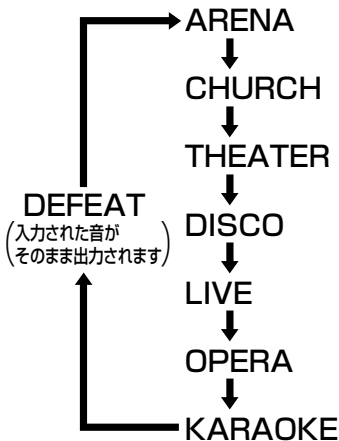 ARENA
CHURCH
THEATER
DISCO
LIVE
OPERA
KARAOKE
DEFEAT
(入力された音が
そのまま出力されます)